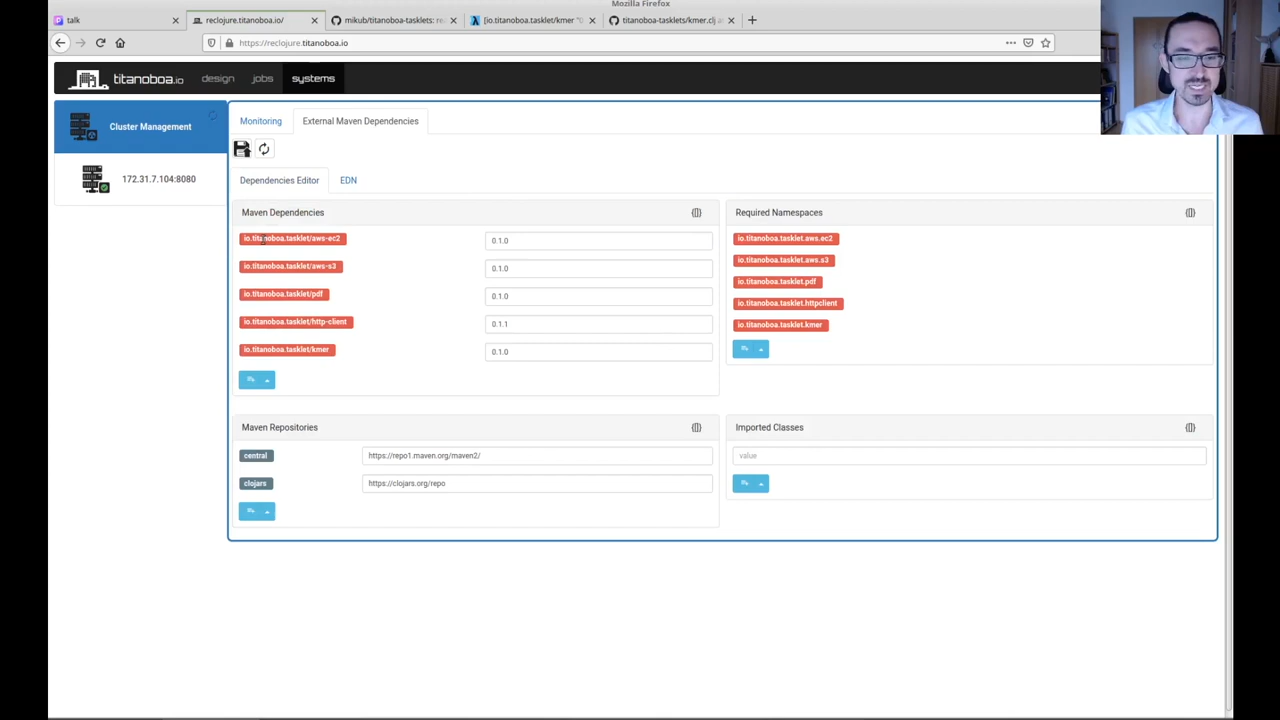 Mozilla Firefox
talk
reclojure.titanoboa.io/
mikub/titanoboa-tasklets: re
[io.titanoboa.tasklet/kmer "0
titanoboa-tasklets/kmer.clj a
https://reclojure.titanoboa.io
titanoboa.io
design
jobs
systems
Cluster Management
172.31.7.104:8080
Monitoring
External Maven Dependencies
Dependencies Editor
EDN
Maven Dependencies
io.titanoboa.tasklet/aws-ec2
0.1.0
io.titanoboa.tasklet/aws-s3
0.1.0
io.titanoboa.tasklet/pdf
0.1.0
io.titanoboa.tasklet/http-client
0.1.1
io.titanoboa.tasklet/kmer
0.1.0
Required Namespaces
io.titanoboa.tasklet.aws.ec2
io.titanoboa.tasklet.aws.s3
io.titanoboa.tasklet.pdf
io.titanoboa.tasklet.httpclient
io.titanoboa.tasklet.kmer
Maven Repositories
central
https://repo1.maven.org/maven2/
clojars
https://clojars.org/repo
Imported Classes
value